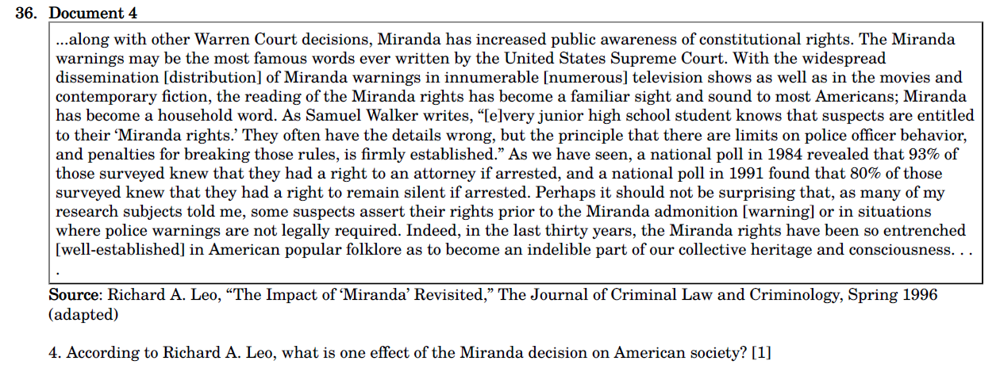 36. Document 4
...along with other Warren Court decisions, Miranda has increased public awareness of constitutional rights. The Miranda
warnings may be the most famous words ever written by the United States Supreme Court. With the widespread
dissemination [distribution] of Miranda warnings in innumerable [numerous] television shows as well as in the movies and
contemporary fiction, the reading of the Miranda rights has become a familiar sight and sound to most Americans; Miranda
has become a household word. As Samuel Walker writes, “[e]very junior high school student knows that suspects are entitled
to their ‘Miranda rights.’ They often have the details wrong, but the principle that there are limits on police officer behavior,
and penalties for breaking those rules, is firmly established.” As we have seen, a national poll in 1984 revealed that 93% of
those surveyed knew that they had a right to an attorney if arrested, and a national poll in 1991 found that 80% of those
surveyed knew that they had a right to remain silent if arrested. Perhaps it should not be surprising that, as many of my
research subjects told me, some suspects assert their rights prior to the Miranda admonition [warning] or in situations
where police warnings are not legally required. Indeed, in the last thirty years, the Miranda rights have been so entrenched
[well-established] in American popular folklore as to become an indelible part of our collective heritage and consciousness. . .
.
Source: Richard A. Leo, “The Impact of ‘Miranda’ Revisited,” The Journal of Criminal Law and Criminology, Spring 1996
(adapted)
4. According to Richard A. Leo, what is one effect of the Miranda decision on American society? [1]